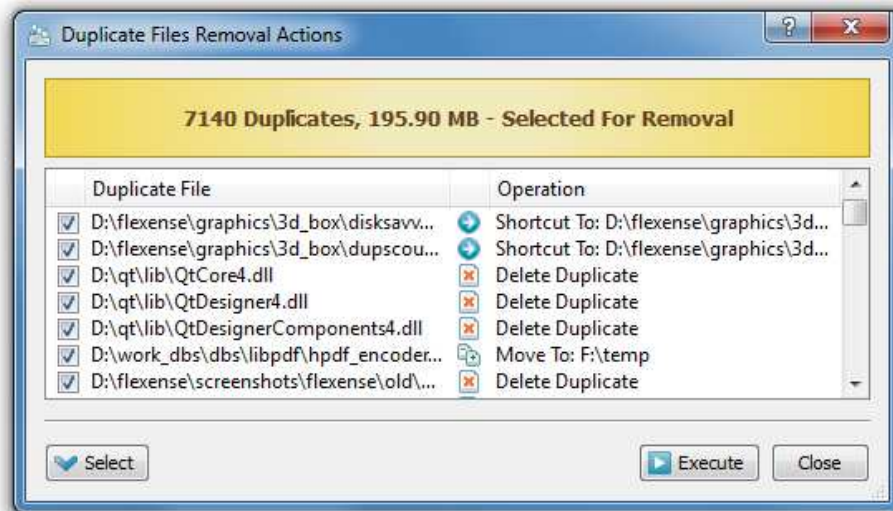 Duplicate Files Removal Actions
7140 Duplicates, 195.90 MB - Selected For Removal
Duplicate File Operation
D:\flexense\graphics\3d_box\disksavv... Shortcut To: D:\flexense\graphics\3d...
D:\flexense\graphics\3d_box\dupscou... Shortcut To: D:\flexense\graphics\3d...
D:\qt\lib\QtCore4.dll Delete Duplicate
D:\qt\lib\QtDesigner4.dll Delete Duplicate
D:\qt\lib\QtDesignerComponents4.dll Delete Duplicate
D:\work_dbs\dbs\libpdf\hpdf_encoder... Move To: F:\temp
D:\flexense\screenshots\flexense\old\... Delete Duplicate
Select Execute Close